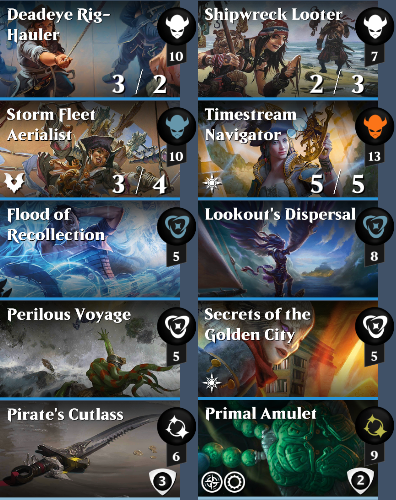 Deadeye Rig-
Hauler
10
3 / 2
Shipwreck Looter
7
2 / 3
Storm Fleet
Aerialist
10
3 / 4
Timestream
Navigator
13
5 / 5
Flood of
Recollection
5
Lookout's Dispersal
8
Perilous Voyage
5
Secrets of the
Golden City
5
Pirate's Cutlass
6
3
Primal Amulet
9
2